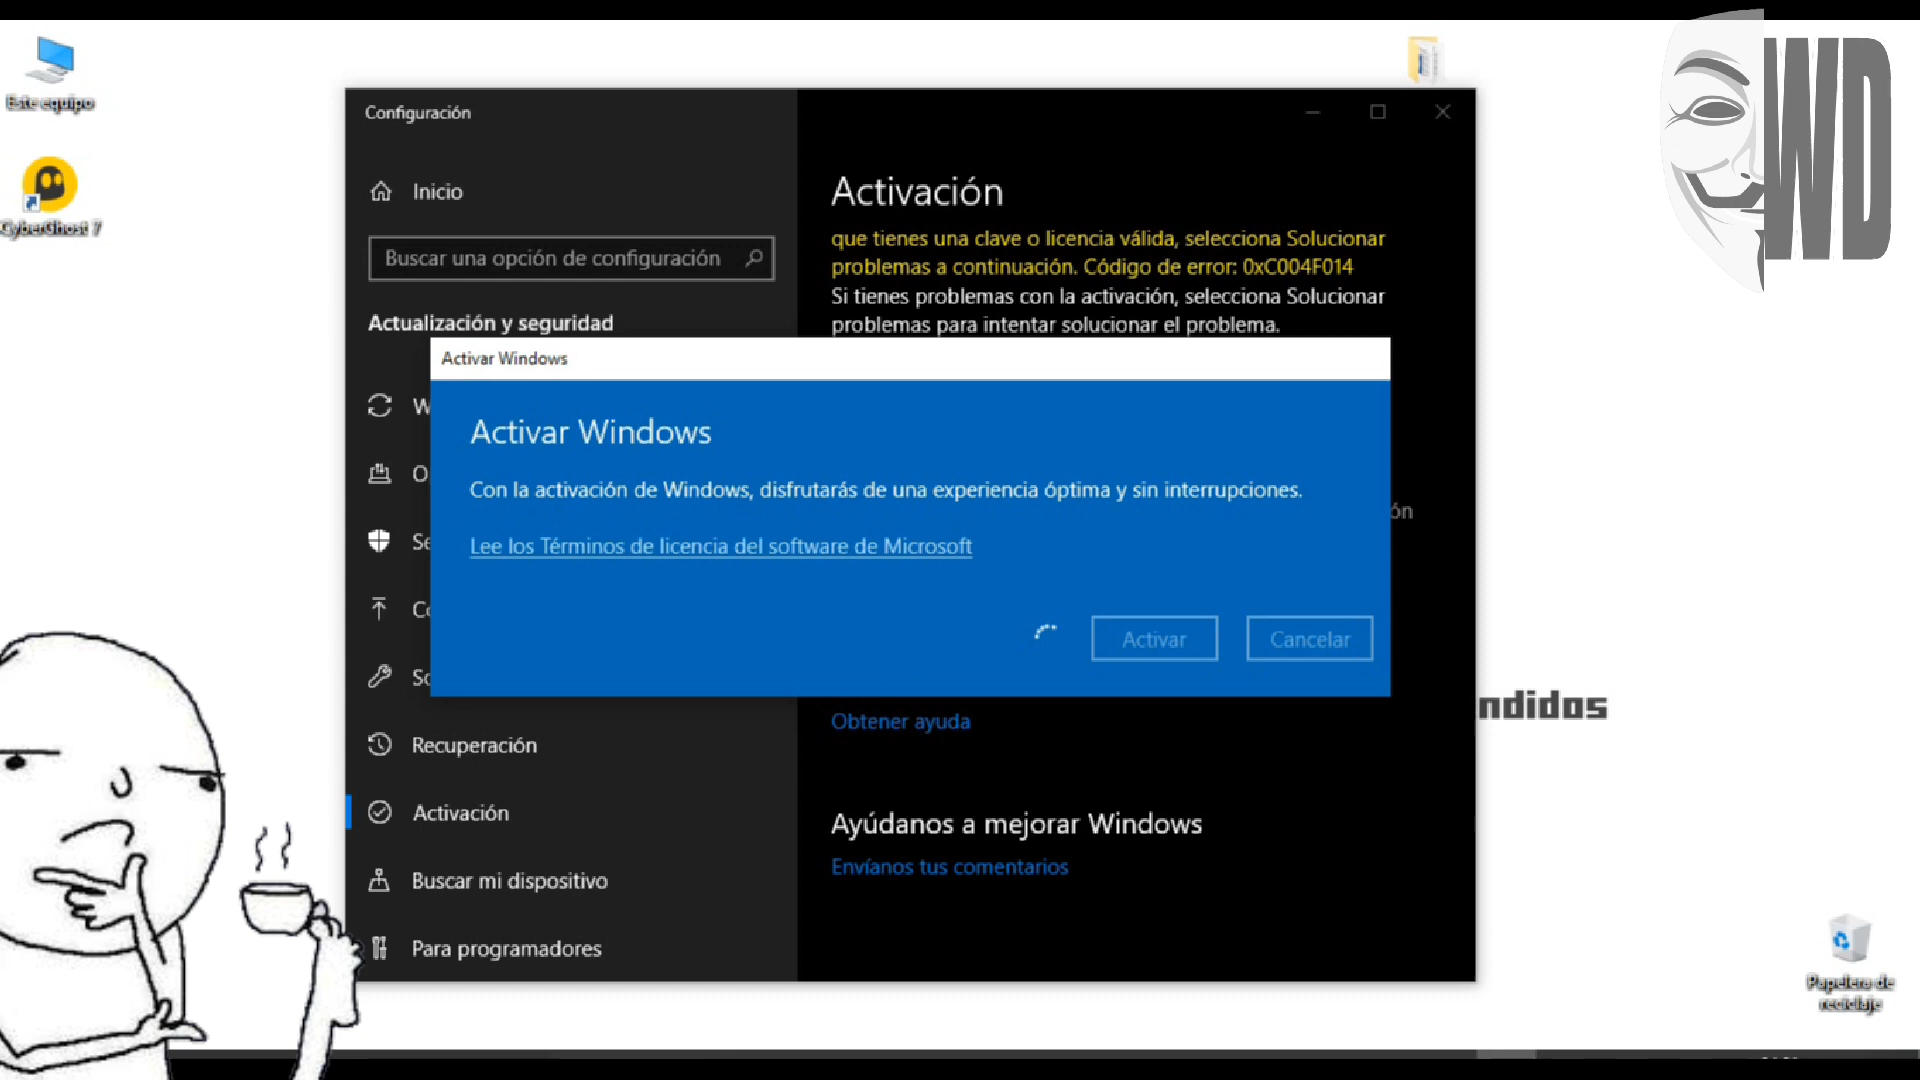 Este equipo
CyberGhost 7
WD
Configuración
Inicio
Buscar una opción de configuración
Actualización y seguridad
W
O
Se
Co
So
Recuperación
Activación
Buscar mi dispositivo
Para programadores
Activación
que tienes una clave o licencia válida, selecciona Solucionar
problemas a continuación. Código de error: 0xC004F014
Si tienes problemas con la activación, selecciona Solucionar
problemas para intentar solucionar el problema.
Activar Windows
Activar Windows
Con la activación de Windows, disfrutarás de una experiencia óptima y sin interrupciones.
Lee los Términos de licencia del software de Microsoft
Activar
Cancelar
ón
Obtener ayuda
Ayúdanos a mejorar Windows
Envíanos tus comentarios
ndidos
Papelera de
reciclaje